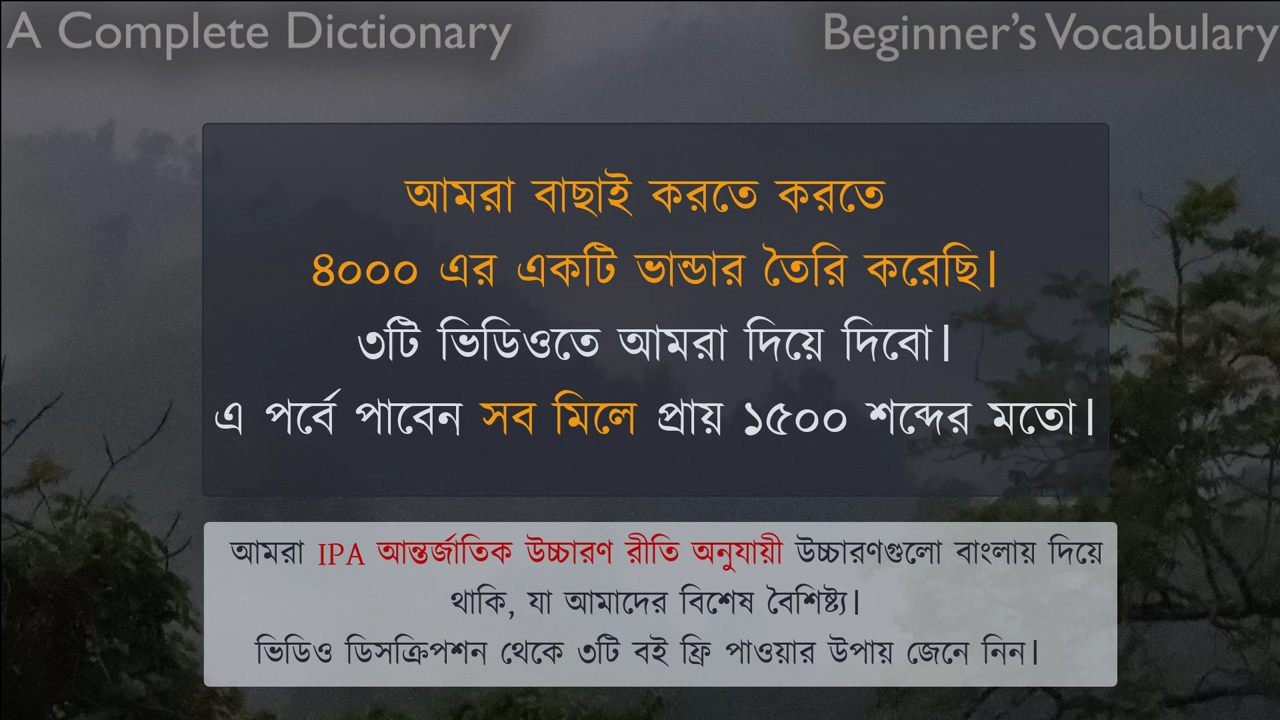 A Complete Dictionary
Beginner’s Vocabulary
আমরা বাছাই করতে করতে
৪০০০ এর একটি ভান্ডার তৈরি করেছি।
৩টি ভিডিওতে আমরা দিয়ে দিবো।
এ পর্বে পাবেন সব মিলে প্রায় ১৫০০ শব্দের মতো।
আমরা IPA আন্তর্জাতিক উচ্চারণ রীতি অনুযায়ী উচ্চারণগুলো বাংলায় দিয়ে
থাকি, যা আমাদের বিশেষ বৈশিষ্ট্য।
ভিডিও ডিসক্রিপশন থেকে ৩টি বই ফ্রি পাওয়ার উপায় জেনে নিন।